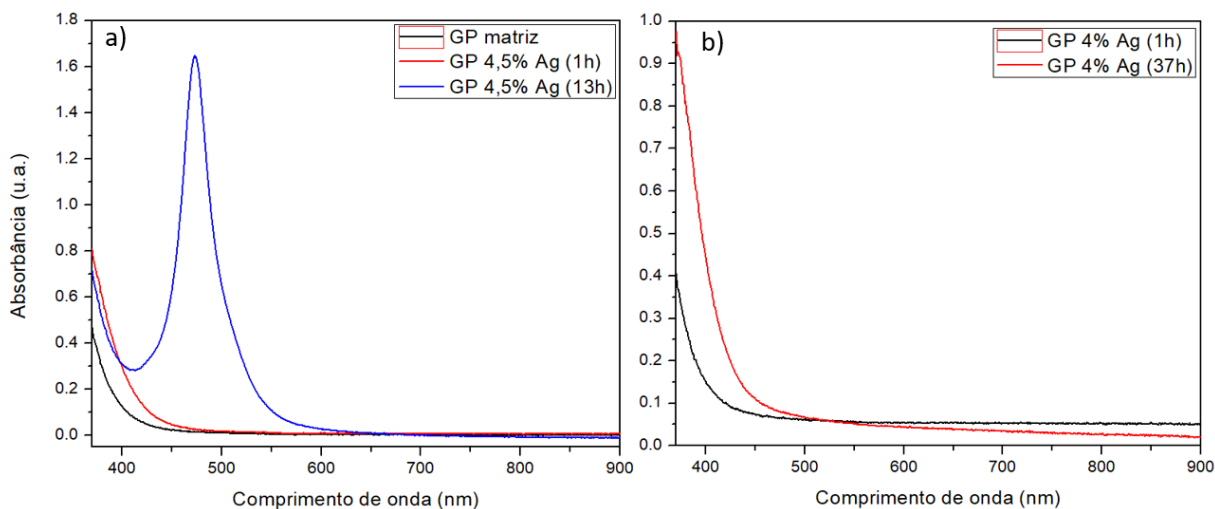 a)
GP matriz
GP 4,5% Ag (1h)
GP 4,5% Ag (13h)
Absorbância (u.a.)
1.8
1.6
1.4
1.2
1.0
0.8
0.6
0.4
0.2
0.0
400 500 600 700 800 900
Comprimento de onda (nm)
b)
GP 4% Ag (1h)
GP 4% Ag (37h)
1.0
0.9
0.8
0.7
0.6
0.5
0.4
0.3
0.2
0.1
0.0
400 500 600 700 800 900
Comprimento de onda (nm)